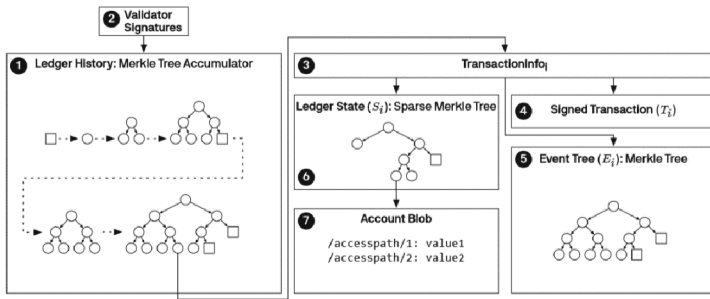 2 Validator
Signatures
1 Ledger History: Merkle Tree Accumulator
3 TransactionInfoᵢ
Ledger State (Sᵢ): Sparse Merkle Tree
6
4 Signed Transaction (Tᵢ)
5 Event Tree (Eᵢ): Merkle Tree
7 Account Blob
/accesspath/1: value1
/accesspath/2: value2